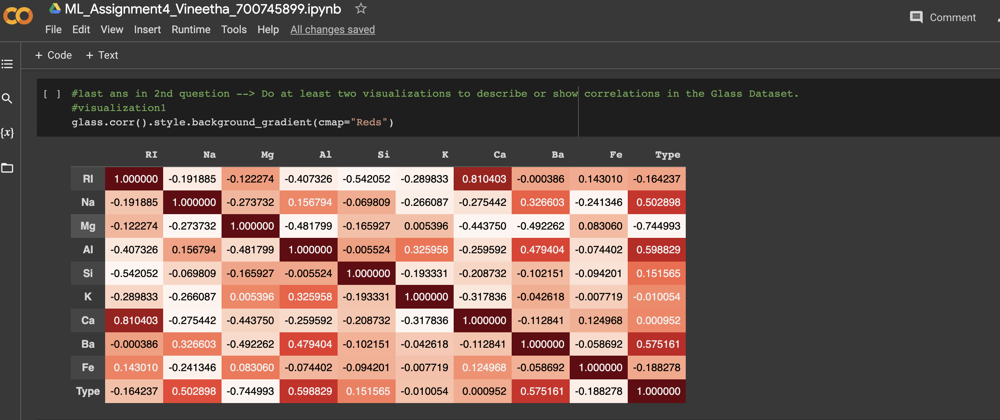 ML_Assignment4_Vineetha_700745899.ipynb
Comment
File Edit View Insert Runtime Tools Help All changes saved
+ Code + Text
[ ] #last ans in 2nd question --> Do at least two visualizations to describe or show correlations in the Glass Dataset.
#visualization1
{x}
glass.corr().style.background_gradient(cmap="Reds")
RI Na Mg Al Si K Ca Ba Fe Type
RI 1.000000 -0.191885 -0.122274 -0.407326 -0.542052 -0.289833 0.810403 -0.000386 0.143010 -0.164237
Na -0.191885 1.000000 -0.273732 0.156794 -0.069809 -0.266087 -0.275442 0.326603 -0.241346 0.502898
Mg -0.122274 -0.273732 1.000000 -0.481799 -0.165927 0.005396 -0.443750 -0.492262 0.083060 -0.744993
Al -0.407326 0.156794 -0.481799 1.000000 -0.005524 0.325958 -0.259592 0.479404 -0.074402 0.598829
Si -0.542052 -0.069809 -0.165927 -0.005524 1.000000 -0.193331 -0.208732 -0.102151 -0.094201 0.151565
K -0.289833 -0.266087 0.005396 0.325958 -0.193331 1.000000 -0.317836 -0.042618 -0.007719 -0.010054
Ca 0.810403 -0.275442 -0.443750 -0.259592 -0.208732 -0.317836 1.000000 -0.112841 0.124968 0.000952
Ba -0.000386 0.326603 -0.492262 0.479404 -0.102151 -0.042618 -0.112841 1.000000 -0.058692 0.575161
Fe 0.143010 -0.241346 0.083060 -0.074402 -0.094201 -0.007719 0.124968 -0.058692 1.000000 -0.188278
Type -0.164237 0.502898 -0.744993 0.598829 0.151565 -0.010054 0.000952 0.575161 -0.188278 1.000000